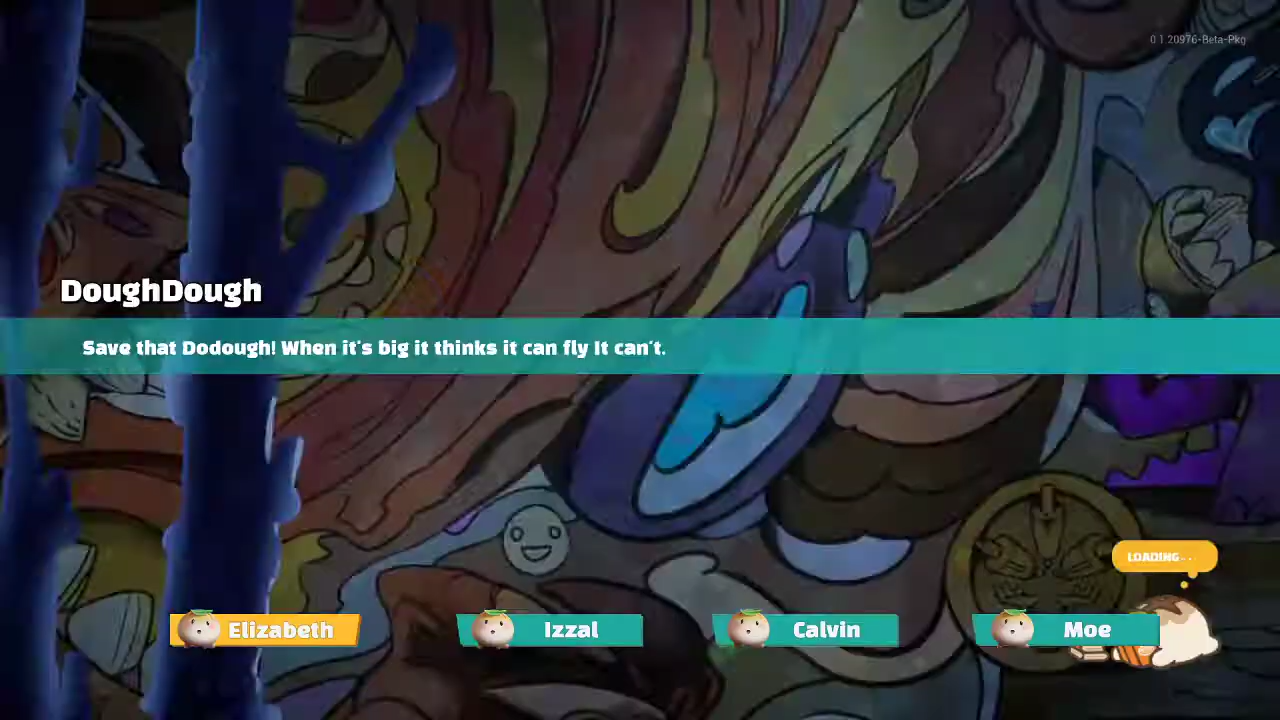 0 1 20976-Beta-Pkg
DoughDough
Save that Dodough! When it's big it thinks it can fly It can't.
LOADING...
Elizabeth
Izzal
Calvin
Moe